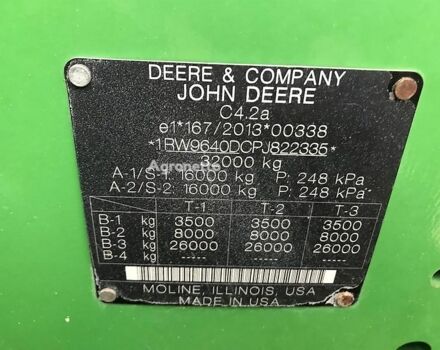 DEERE & COMPANY
JOHN DEERE
C4.2a
e1*167/2013*00338
*1RW9640DCPJ822335*
32000 kg
A-1/S-1: 16000 kg P: 248 kPa
A-2/S-2: 16000 kg P: 248 kPa
T-1 T-2 T-3
B-1 kg 3500 3500 3500
B-2 kg 8000 8000 8000
B-3 kg 26000 26000 26000
B-4 kg ----- ----- -----
MOLINE, ILLINOIS, USA
MADE IN USA
Agronetto